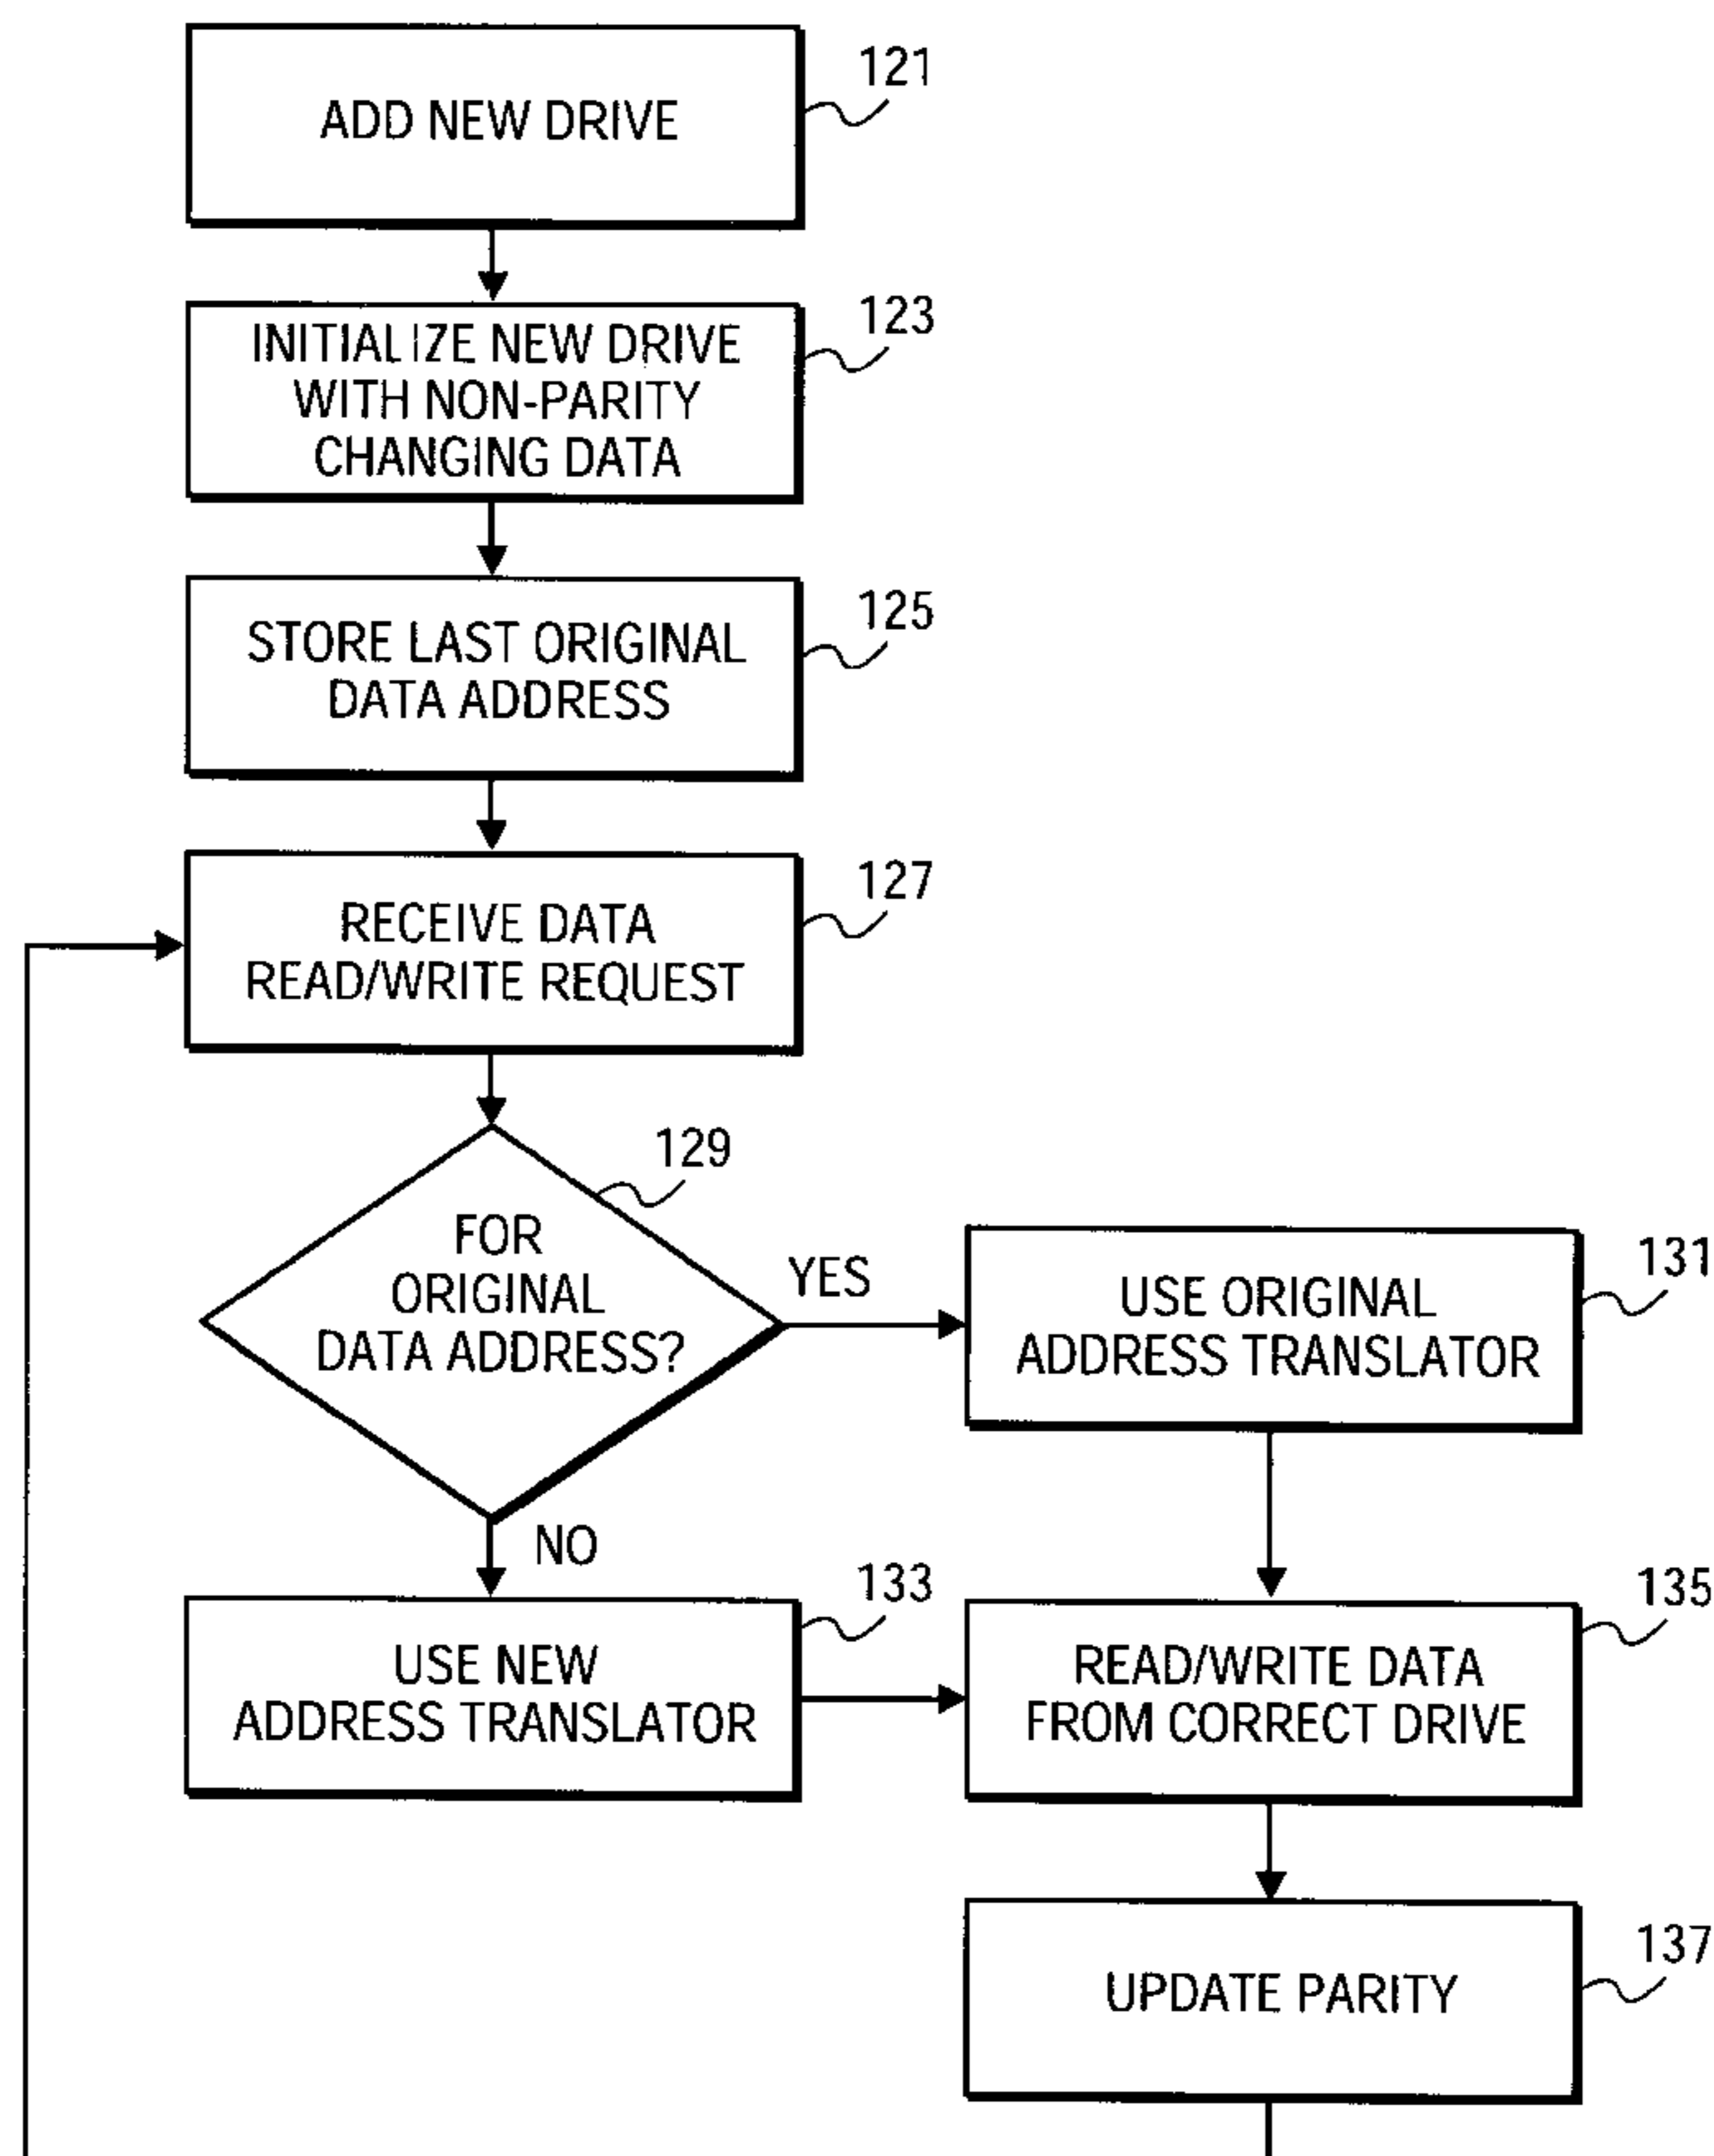 ADD NEW DRIVE
121
INITIALIZE NEW DRIVE
WITH NON-PARITY
CHANGING DATA
123
STORE LAST ORIGINAL
DATA ADDRESS
125
RECEIVE DATA
READ/WRITE REQUEST
127
FOR
ORIGINAL
DATA ADDRESS?
129
YES
USE ORIGINAL
ADDRESS TRANSLATOR
131
NO
USE NEW
ADDRESS TRANSLATOR
133
READ/WRITE DATA
FROM CORRECT DRIVE
135
UPDATE PARITY
137